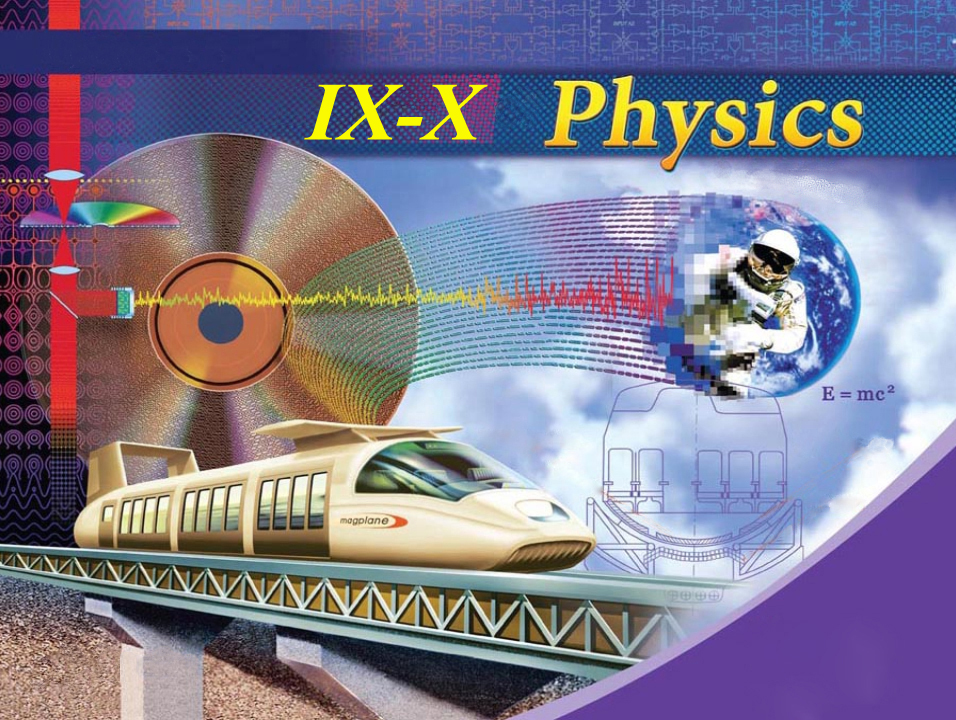 IX-X Physics
E = mc²
magplane